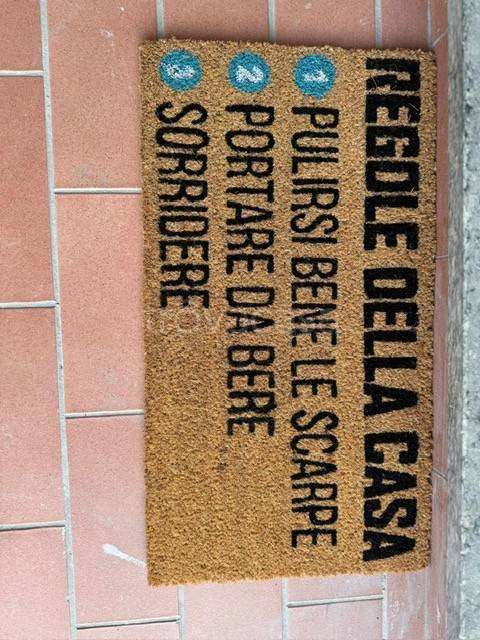 REGOLE DELLA CASA
1 PULIRSI BENE LE SCARPE
2 PORTARE DA BERE
3 SORRIDERE